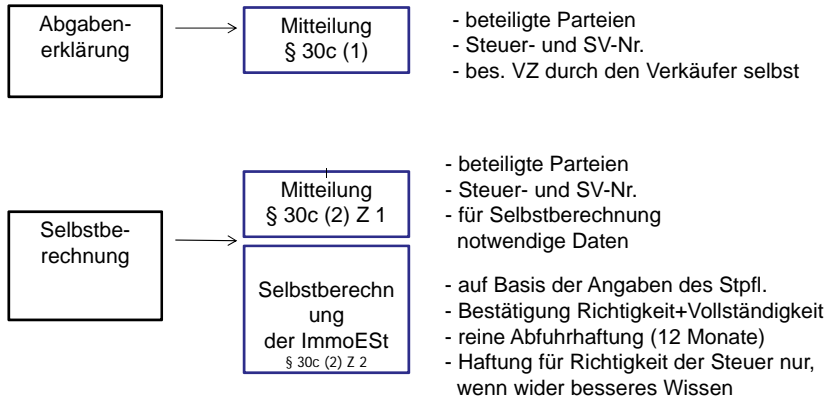 Abgaben-
erklärung
Mitteilung
§ 30c (1)
- beteiligte Parteien
- Steuer- und SV-Nr.
- bes. VZ durch den Verkäufer selbst
Selbstbe-
rechnung
Mitteilung
§ 30c (2) Z 1
- beteiligte Parteien
- Steuer- und SV-Nr.
- für Selbstberechnung
notwendige Daten
Selbstberechn
ung
der ImmoESt
§ 30c (2) Z 2
- auf Basis der Angaben des Stpfl.
- Bestätigung Richtigkeit+Vollständigkeit
- reine Abfuhrhaftung (12 Monate)
- Haftung für Richtigkeit der Steuer nur,
wenn wider besseres Wissen